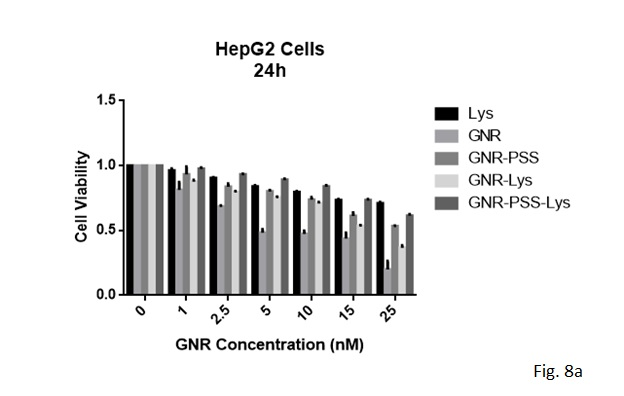 HepG2 Cells
24h
1.5
1.0
0.5
0.0
Cell Viability
0
1
2.5
5
10
15
25
GNR Concentration (nM)
Lys
GNR
GNR-PSS
GNR-Lys
GNR-PSS-Lys
Fig. 8a